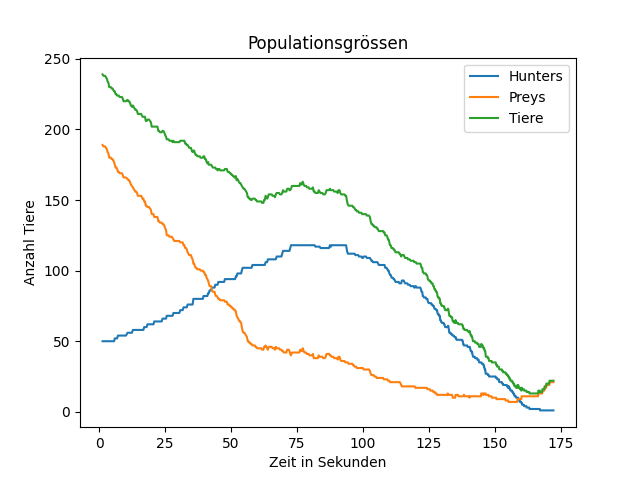 Populationsgrössen
250
200
150
100
50
0
Anzahl Tiere
Hunters
Preys
Tiere
0 25 50 75 100 125 150 175
Zeit in Sekunden